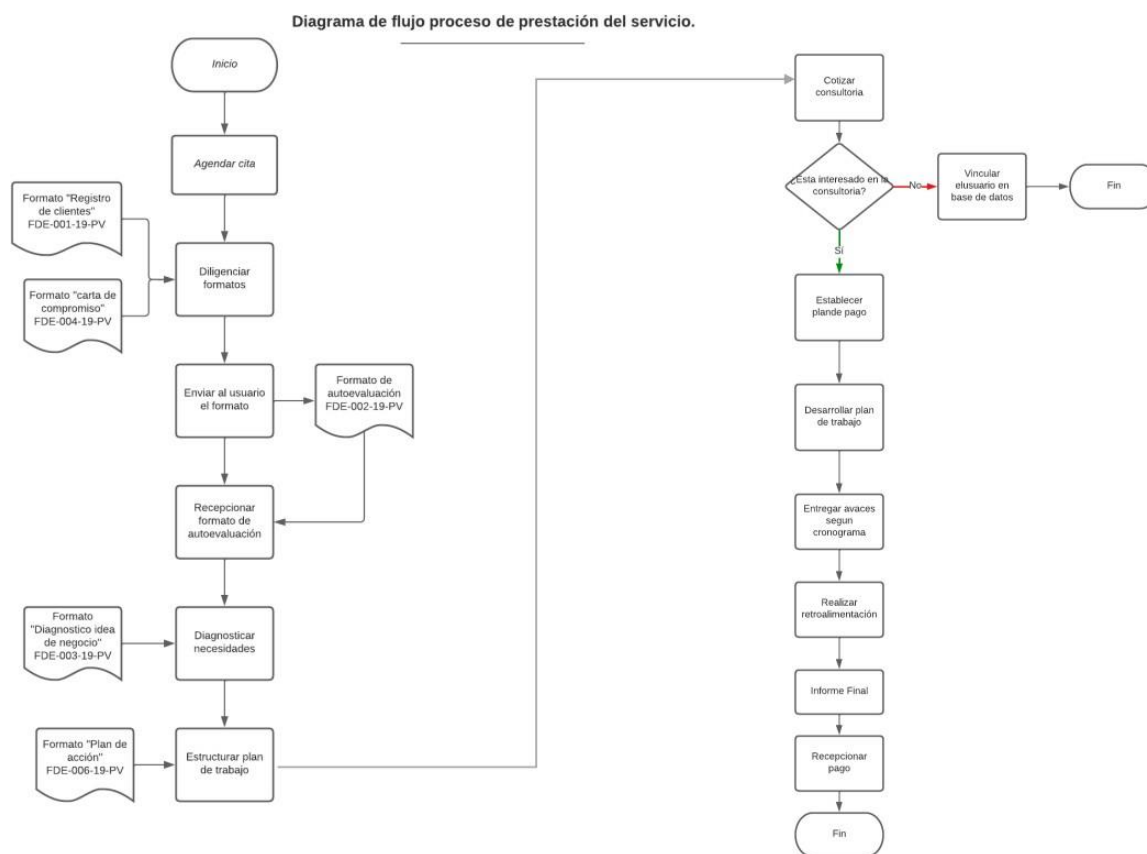 Diagrama de flujo proceso de prestación del servicio.
Inicio
Agendar cita
Formato "Registro
de clientes"
FDE-001-19-PV
Formato "carta de
compromiso"
FDE-004-19-PV
Diligenciar
formatos
Enviar al usuario
el formato
Formato de
autoevaluación
FDE-002-19-PV
Recepcionar
formato de
autoevaluación
Formato
"Diagnostico idea
de negocio"
FDE-003-19-PV
Diagnosticar
necesidades
Formato "Plan de
acción"
FDE-006-19-PV
Estructurar plan
de trabajo
Cotizar
consultoria
¿Esta interesado en la
consultoria?
No
Vincular
elusuario en
base de datos
Fin
Sí
Establecer
plande pago
Desarrollar plan
de trabajo
Entregar avaces
segun
cronograma
Realizar
retroalimentación
Informe Final
Recepcionar
pago
Fin